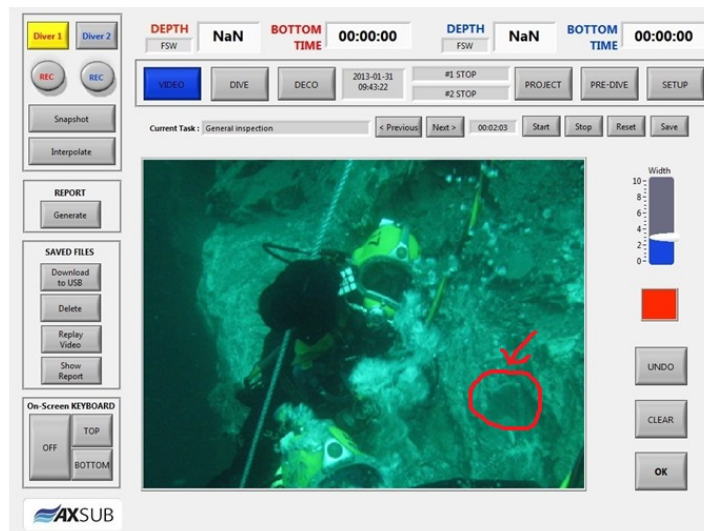 Diver 1 Diver 2
REC REC
Snapshot
Interpolate
REPORT
Generate
SAVED FILES
Download to USB
Delete
Replay Video
Show Report
On-Screen KEYBOARD
OFF TOP
BOTTOM
AXSUB
DEPTH FSW NaN BOTTOM TIME 00:00:00
DEPTH FSW NaN BOTTOM TIME 00:00:00
VIDEO DIVE DECO 2013-01-31 09:43:22 #1 STOP #2 STOP PROJECT PRE-DIVE SETUP
Current Task : General inspection < Previous Next > 00:02:03 Start Stop Reset Save
Width
10
8
6
4
2
0
UNDO
CLEAR
OK